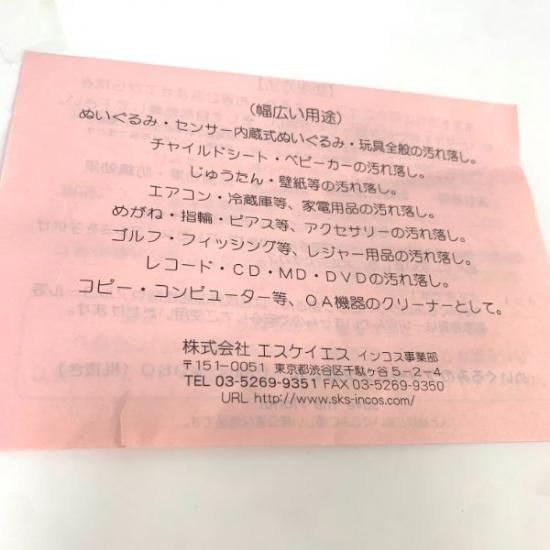 （幅広い用途）
ぬいぐるみ・センサー内蔵式ぬいぐるみ・玩具全般の汚れ落し。
チャイルドシート・ベビーカーの汚れ落し。
じゅうたん・壁紙等の汚れ落し。
エアコン・冷蔵庫等、家電用品の汚れ落し。
めがね・指輪・ピアス等、アクセサリーの汚れ落し。
ゴルフ・フィッシング等、レジャー用品の汚れ落し。
レコード・CD・MD・DVDの汚れ落し。
コピー・コンピューター等、OA機器のクリーナーとして。
株式会社 エスケイエス インコス事業部
〒151-0051 東京都渋谷区千駄ヶ谷5-2-4
TEL 03-5269-9351 FAX 03-5269-9350
URL http://www.sks-incos.com/